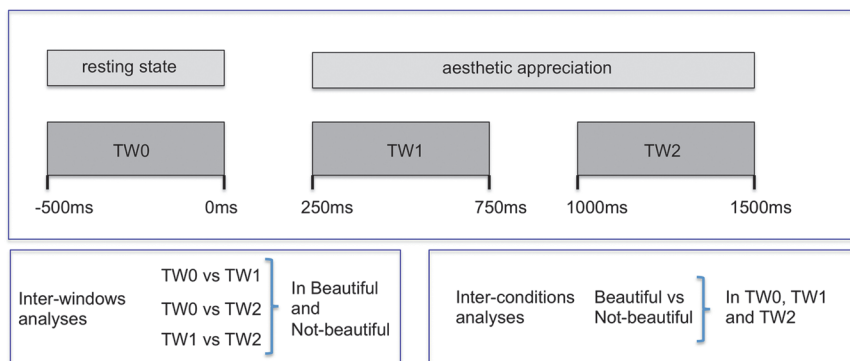 resting state
aesthetic appreciation
TW0
TW1
TW2
-500ms
0ms
250ms
750ms
1000ms
1500ms
Inter-windows
analyses
TW0 vs TW1
TW0 vs TW2
TW1 vs TW2
In Beautiful
and
Not-beautiful
Inter-conditions
analyses
Beautiful vs
Not-beautiful
In TW0, TW1
and TW2